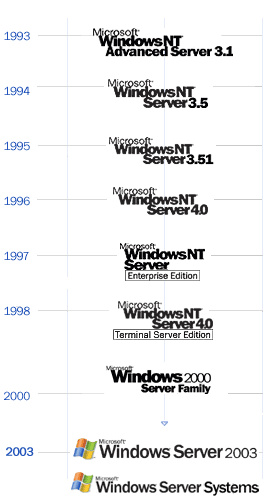 1993
Microsoft
Windows NT
Advanced Server 3.1
1994
Microsoft
Windows NT
Server 3.5
1995
Microsoft
Windows NT
Server 3.51
1996
Microsoft
Windows NT
Server 4.0
1997
Microsoft
Windows NT
Server
Enterprise Edition
1998
Microsoft
Windows NT
Server 4.0
Terminal Server Edition
Microsoft
Windows 2000
Server Family
2000
2003
Microsoft
Windows Server 2003
Microsoft
Windows Server Systems